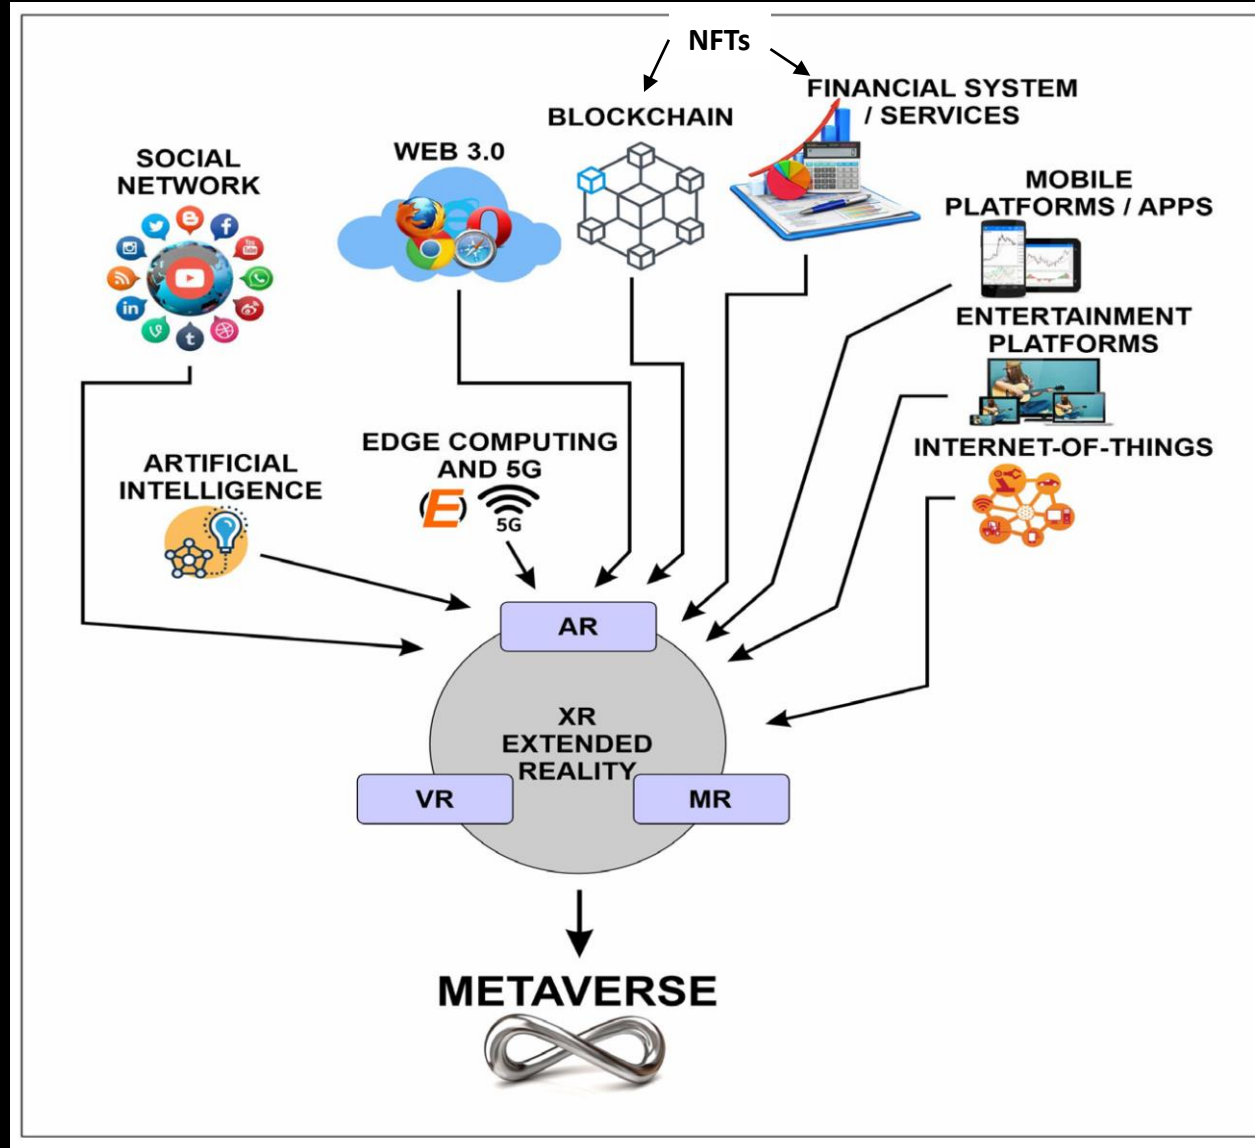 NFTs
FINANCIAL SYSTEM
/ SERVICES
BLOCKCHAIN
WEB 3.0
SOCIAL
NETWORK
MOBILE
PLATFORMS / APPS
ENTERTAINMENT
PLATFORMS
INTERNET-OF-THINGS
EDGE COMPUTING
AND 5G
E
5G
ARTIFICIAL
INTELLIGENCE
AR
XR
EXTENDED
REALITY
VR
MR
METAVERSE